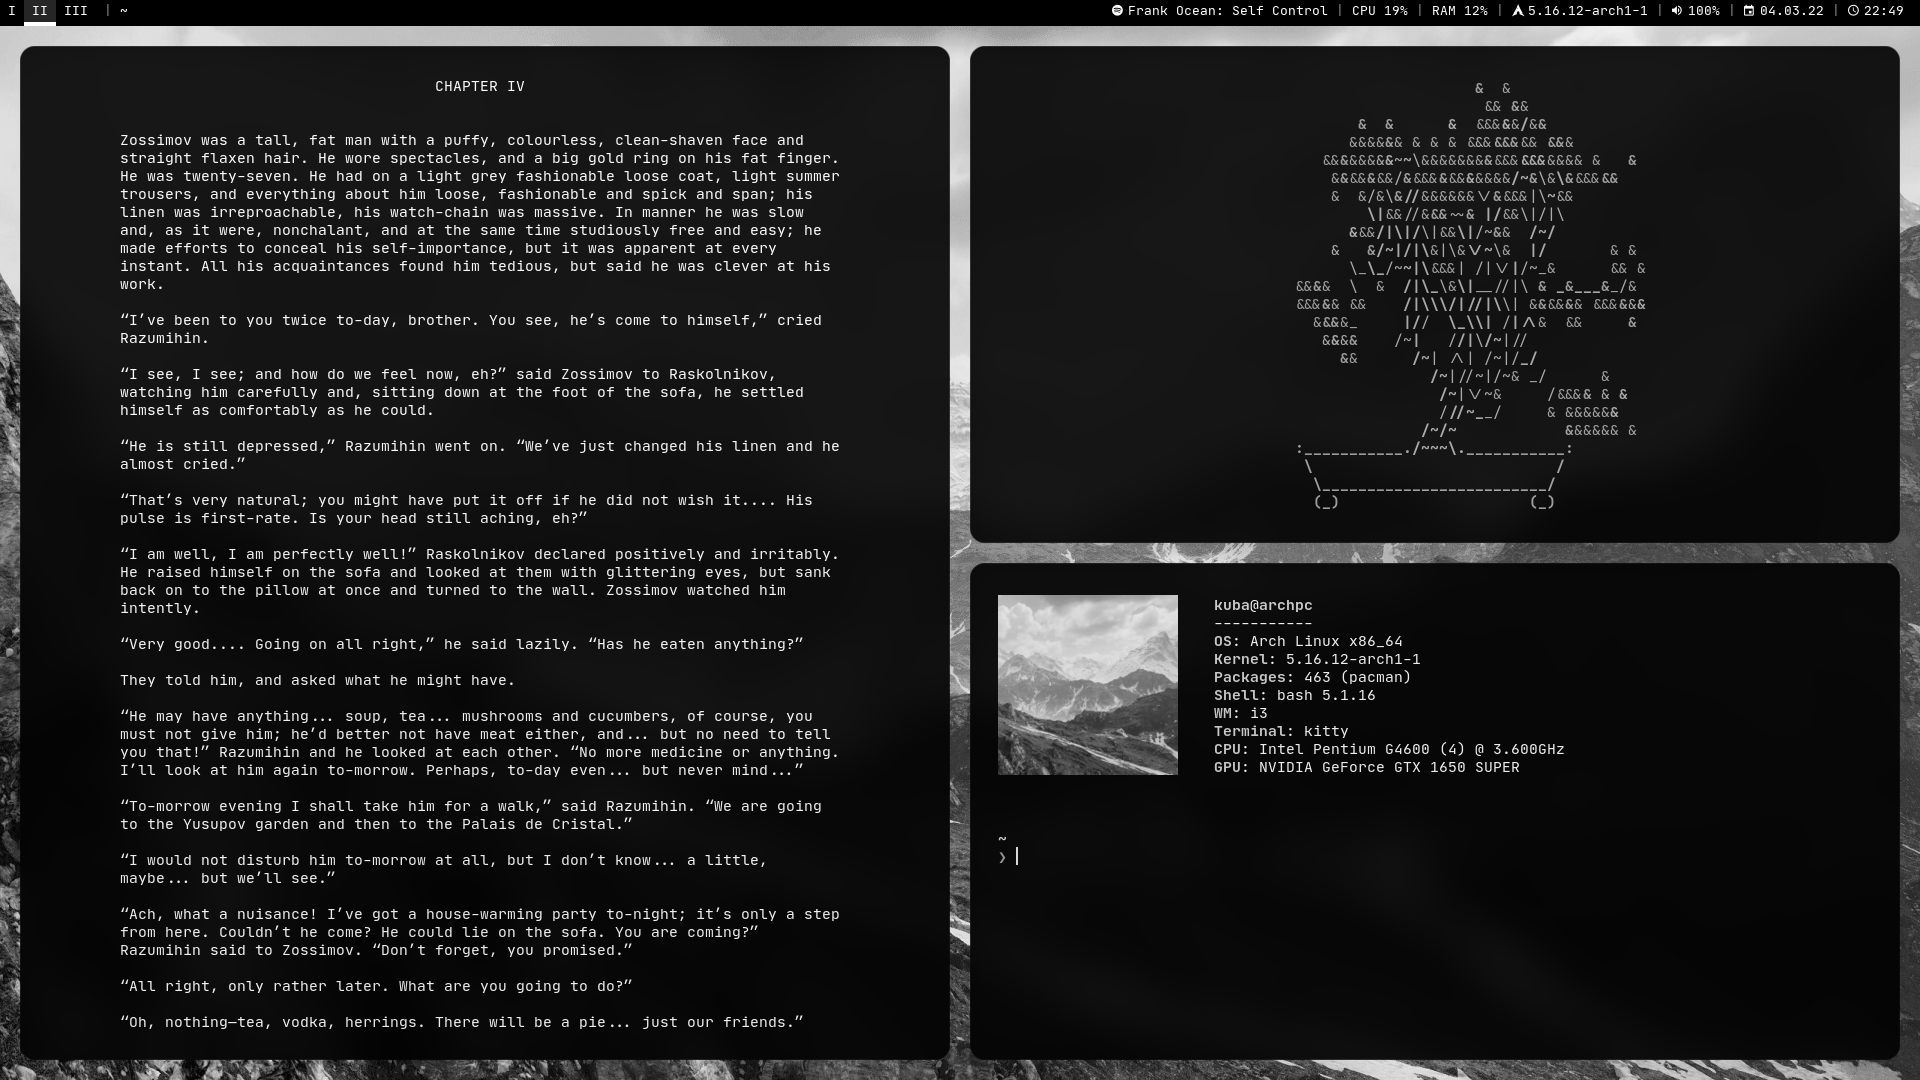 I II III | ~
Frank Ocean: Self Control | CPU 19% | RAM 12% | 5.16.12-arch1-1 | 100% | 04.03.22 | 22:49
CHAPTER IV
Zossimov was a tall, fat man with a puffy, colourless, clean-shaven face and
straight flaxen hair. He wore spectacles, and a big gold ring on his fat finger.
He was twenty-seven. He had on a light grey fashionable loose coat, light summer
trousers, and everything about him loose, fashionable and spick and span; his
linen was irreproachable, his watch-chain was massive. In manner he was slow
and, as it were, nonchalant, and at the same time studiously free and easy; he
made efforts to conceal his self-importance, but it was apparent at every
instant. All his acquaintances found him tedious, but said he was clever at his
work.
“I’ve been to you twice to-day, brother. You see, he’s come to himself,” cried
Razumihin.
“I see, I see; and how do we feel now, eh?” said Zossimov to Raskolnikov,
watching him carefully and, sitting down at the foot of the sofa, he settled
himself as comfortably as he could.
“He is still depressed,” Razumihin went on. “We’ve just changed his linen and he
almost cried.”
“That’s very natural; you might have put it off if he did not wish it.... His
pulse is first-rate. Is your head still aching, eh?”
“I am well, I am perfectly well!” Raskolnikov declared positively and irritably.
He raised himself on the sofa and looked at them with glittering eyes, but sank
back on to the pillow at once and turned to the wall. Zossimov watched him
intently.
“Very good.... Going on all right,” he said lazily. “Has he eaten anything?”
They told him, and asked what he might have.
“He may have anything... soup, tea... mushrooms and cucumbers, of course, you
must not give him; he’d better not have meat either, and... but no need to tell
you that!” Razumihin and he looked at each other. “No more medicine or anything.
I’ll look at him again to-morrow. Perhaps, to-day even... but never mind...”
“To-morrow evening I shall take him for a walk,” said Razumihin. “We are going
to the Yusupov garden and then to the Palais de Cristal.”
“I would not disturb him to-morrow at all, but I don’t know... a little,
maybe... but we’ll see.”
“Ach, what a nuisance! I’ve got a house-warming party to-night; it’s only a step
from here. Couldn’t he come? He could lie on the sofa. You are coming?”
Razumihin said to Zossimov. “Don’t forget, you promised.”
“All right, only rather later. What are you going to do?”
“Oh, nothing—tea, vodka, herrings. There will be a pie... just our friends.”
kuba@archpc
-----------
OS: Arch Linux x86_64
Kernel: 5.16.12-arch1-1
Packages: 463 (pacman)
Shell: bash 5.1.16
WM: i3
Terminal: kitty
CPU: Intel Pentium G4600 (4) @ 3.600GHz
GPU: NVIDIA GeForce GTX 1650 SUPER
~
❯